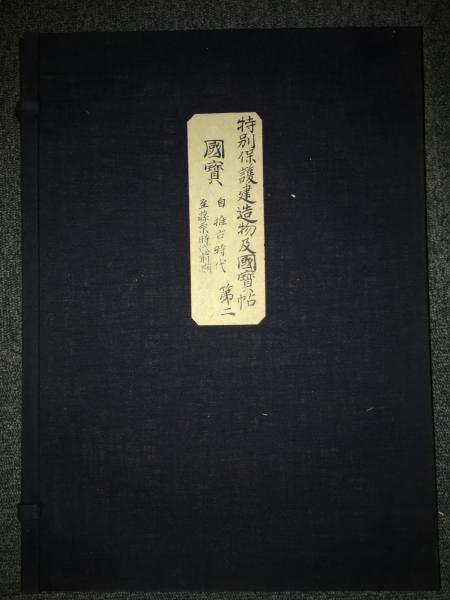 特別保護建造物及國寶帖
國寶 自推古時代
至藤原時代前期
第二